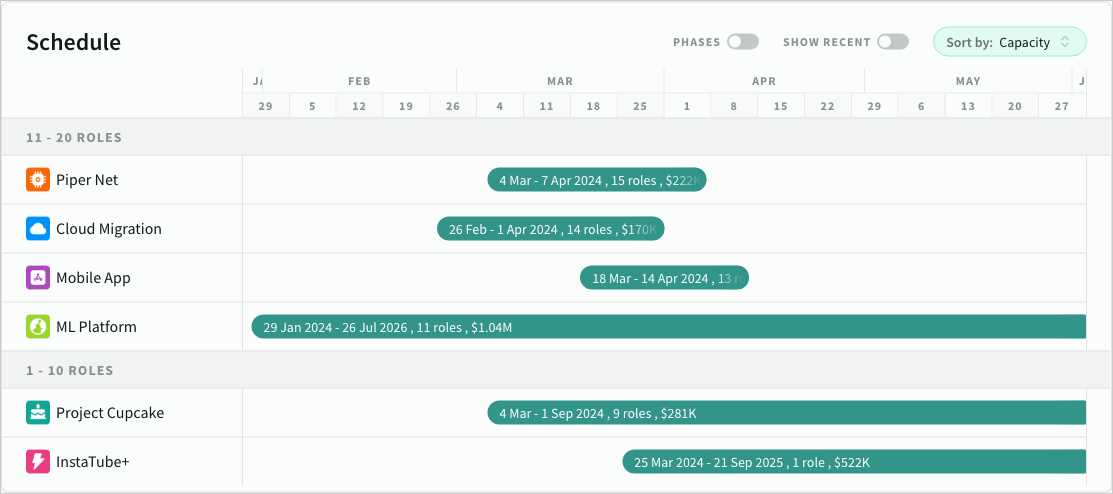 Schedule
PHASES SHOW RECENT Sort by: Capacity
FEB MAR APR MAY
29 5 12 19 26 4 11 18 25 1 8 15 22 29 6 13 20 27
11 - 20 ROLES
Piper Net 4 Mar - 7 Apr 2024 , 15 roles , $222K
Cloud Migration 26 Feb - 1 Apr 2024 , 14 roles , $170K
Mobile App 18 Mar - 14 Apr 2024 , 13 r
ML Platform 29 Jan 2024 - 26 Jul 2026 , 11 roles , $1.04M
1 - 10 ROLES
Project Cupcake 4 Mar - 1 Sep 2024 , 9 roles , $281K
InstaTube+ 25 Mar 2024 - 21 Sep 2025 , 1 role , $522K